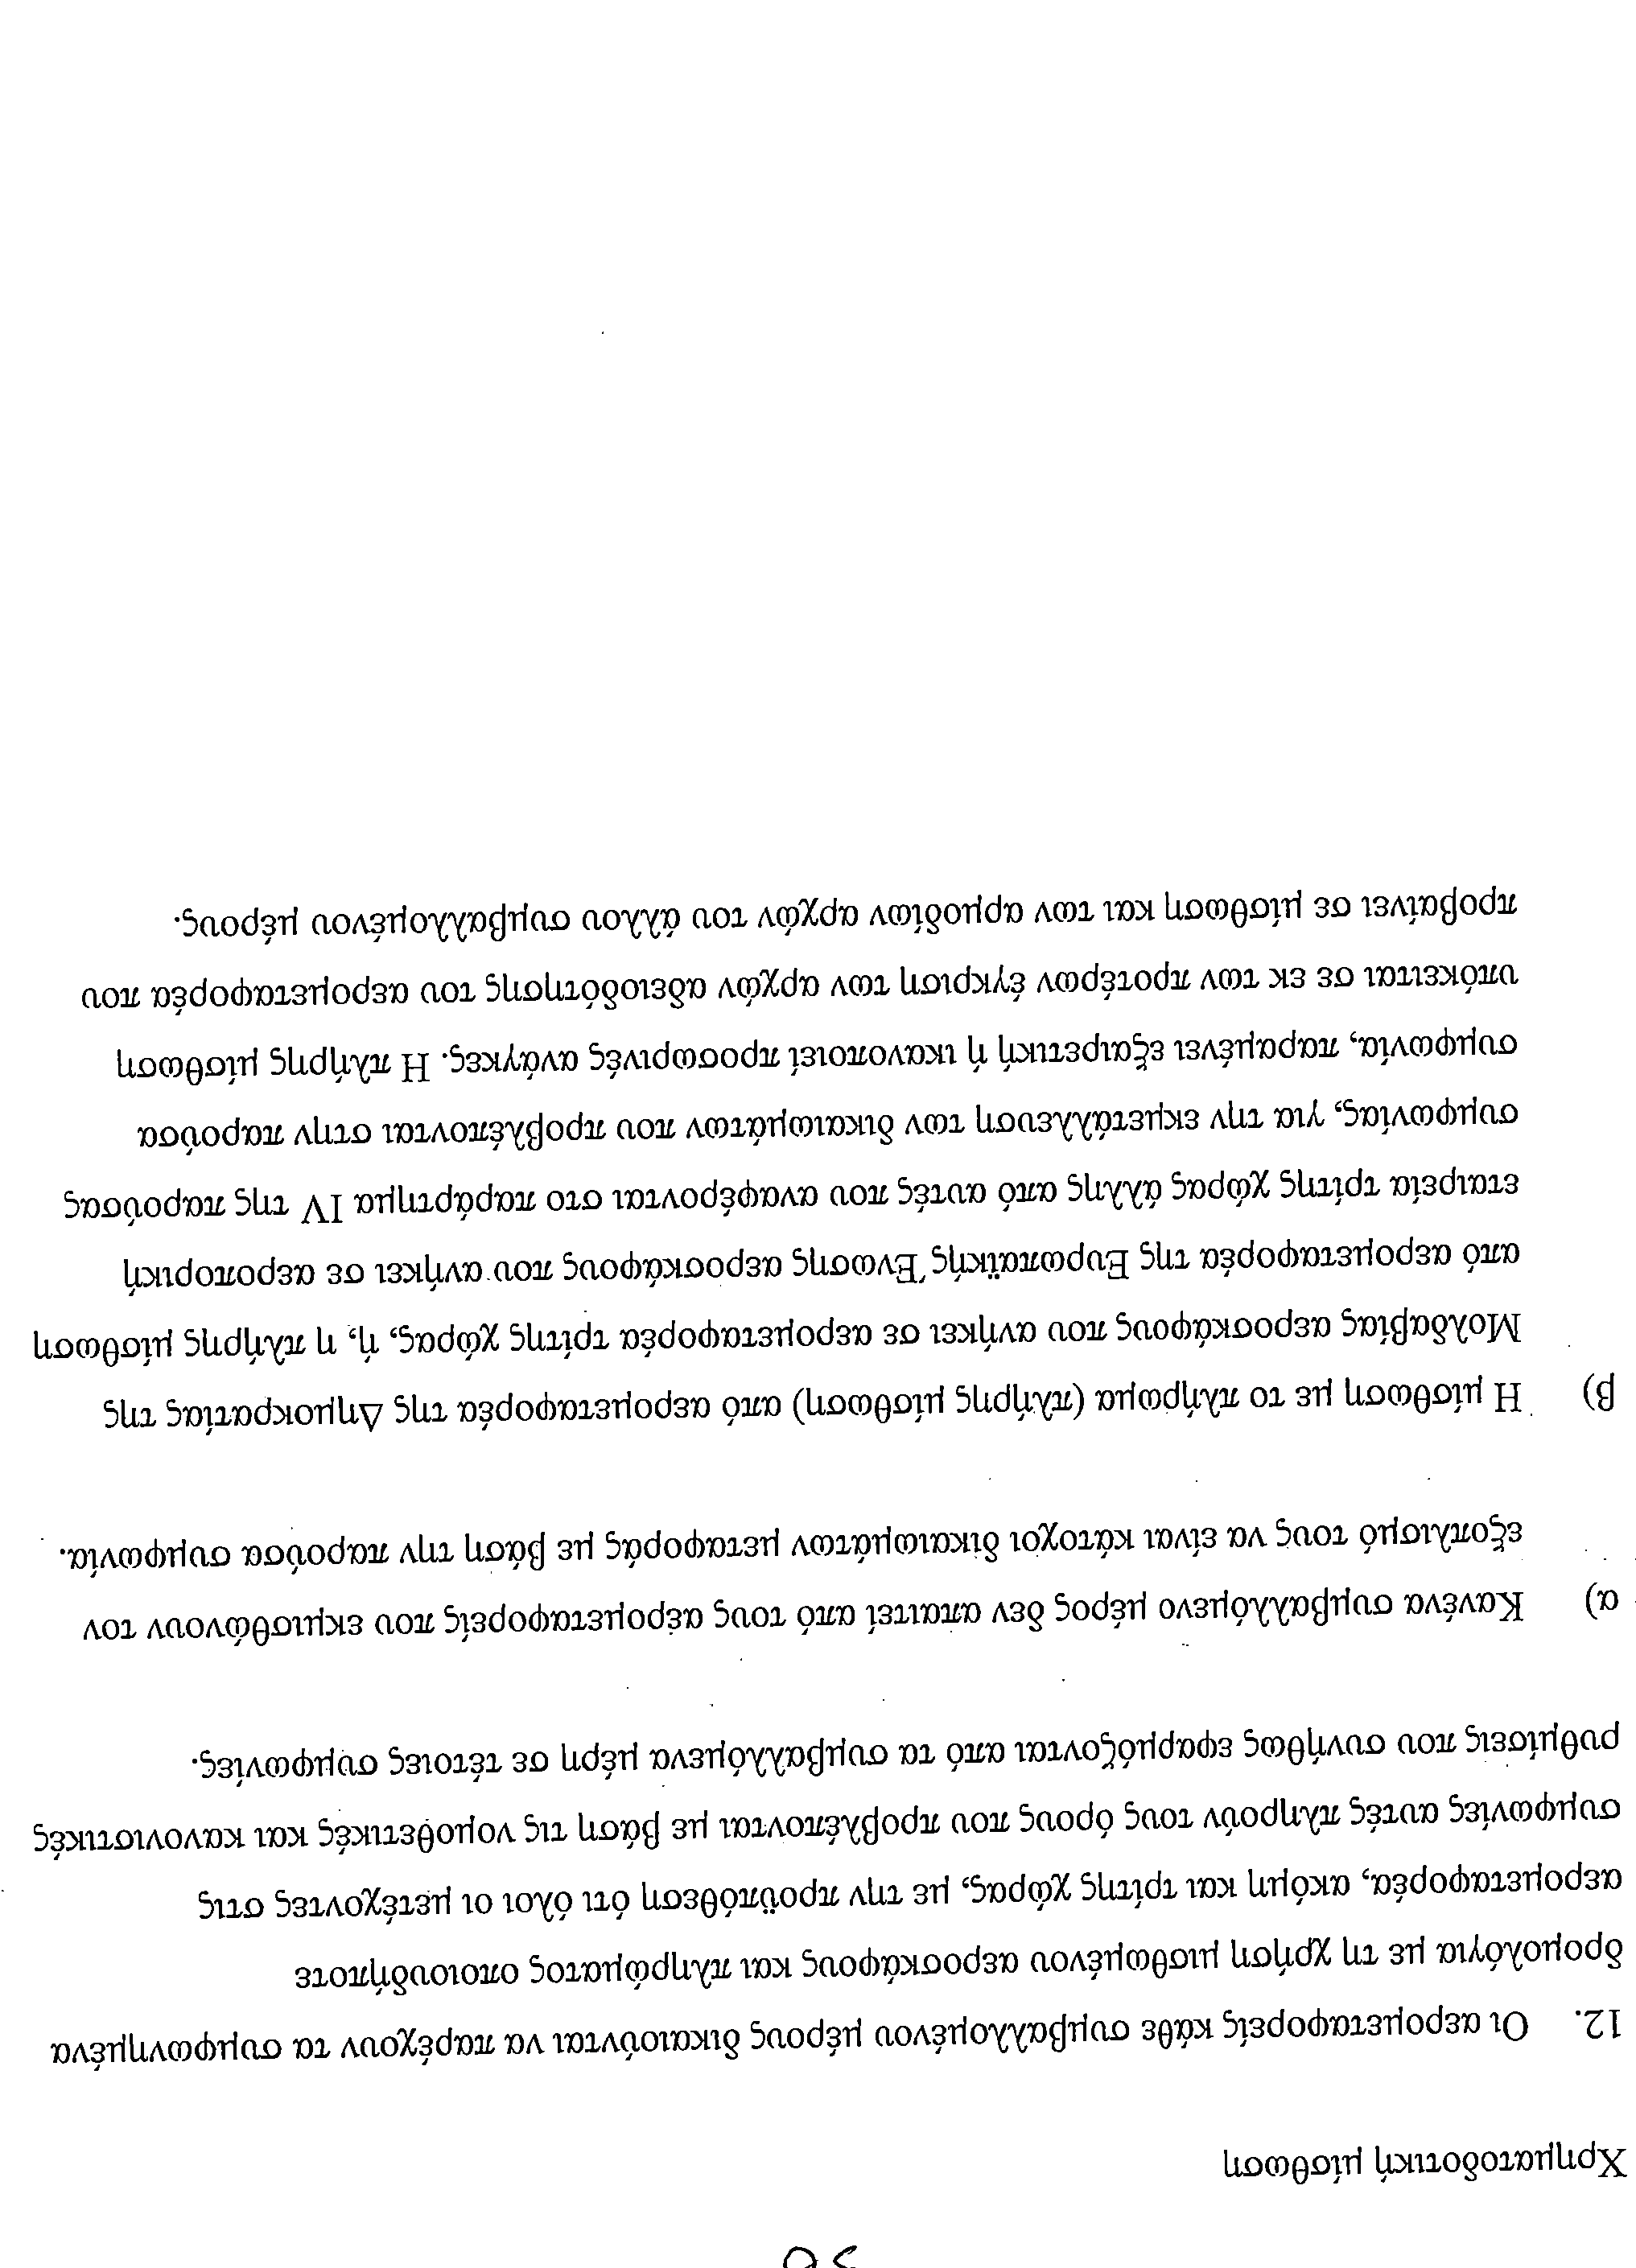 Χρηματοδοτική μίσθωση
12. Οι αερομεταφορείς κάθε συμβαλλομένου μέρους δικαιούνται να παρέχουν τα συμφωνημένα
δρομολόγια με τη χρήση μισθωμένου αεροσκάφους και πληρώματος οποιουδήποτε
αερομεταφορέα, ακόμη και τρίτης χώρας, με την προϋπόθεση ότι όλοι οι μετέχοντες στις
συμφωνίες αυτές πληρούν τους όρους που προβλέπονται με βάση τις νομοθετικές και κανονιστικές
ρυθμίσεις που συνήθως εφαρμόζονται από τα συμβαλλόμενα μέρη σε τέτοιες συμφωνίες.
α) Κανένα συμβαλλόμενο μέρος δεν απαιτεί από τους αερομεταφορείς που εκμισθώνουν τον
εξοπλισμό τους να είναι κάτοχοι δικαιωμάτων μεταφοράς με βάση την παρούσα συμφωνία.
β) Η μίσθωση με το πλήρωμα (πλήρης μίσθωση) από αερομεταφορέα της Δημοκρατίας της
Μολδαβίας αεροσκάφους που ανήκει σε αερομεταφορέα τρίτης χώρας, ή, η πλήρης μίσθωση
από αερομεταφορέα της Ευρωπαϊκής Ένωσης αεροσκάφους που ανήκει σε αεροπορική
εταιρεία τρίτης χώρας άλλης από αυτές που αναφέρονται στο παράρτημα IV της παρούσας
συμφωνίας, για την εκμετάλλευση των δικαιωμάτων που προβλέπονται στην παρούσα
συμφωνία, παραμένει εξαιρετική ή ικανοποιεί προσωρινές ανάγκες. Η πλήρης μίσθωση
υπόκειται σε εκ των προτέρων έγκριση των αρχών αδειοδότησης του αερομεταφορέα που
προβαίνει σε μίσθωση και των αρμοδίων αρχών του άλλου συμβαλλομένου μέρους.